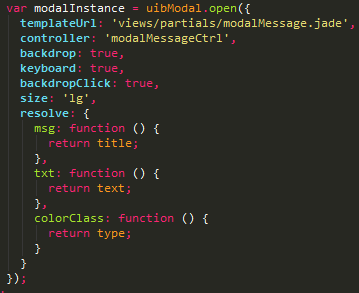 var modalInstance = uibModal.open({
  templateUrl: 'views/partials/modalMessage.jade',
  controller: 'modalMessageCtrl',
  backdrop: true,
  keyboard: true,
  backdropClick: true,
  size: 'lg',
  resolve: {
    msg: function () {
      return title;
    },
    txt: function () {
      return text;
    },
    colorClass: function () {
      return type;
    }
  }
});